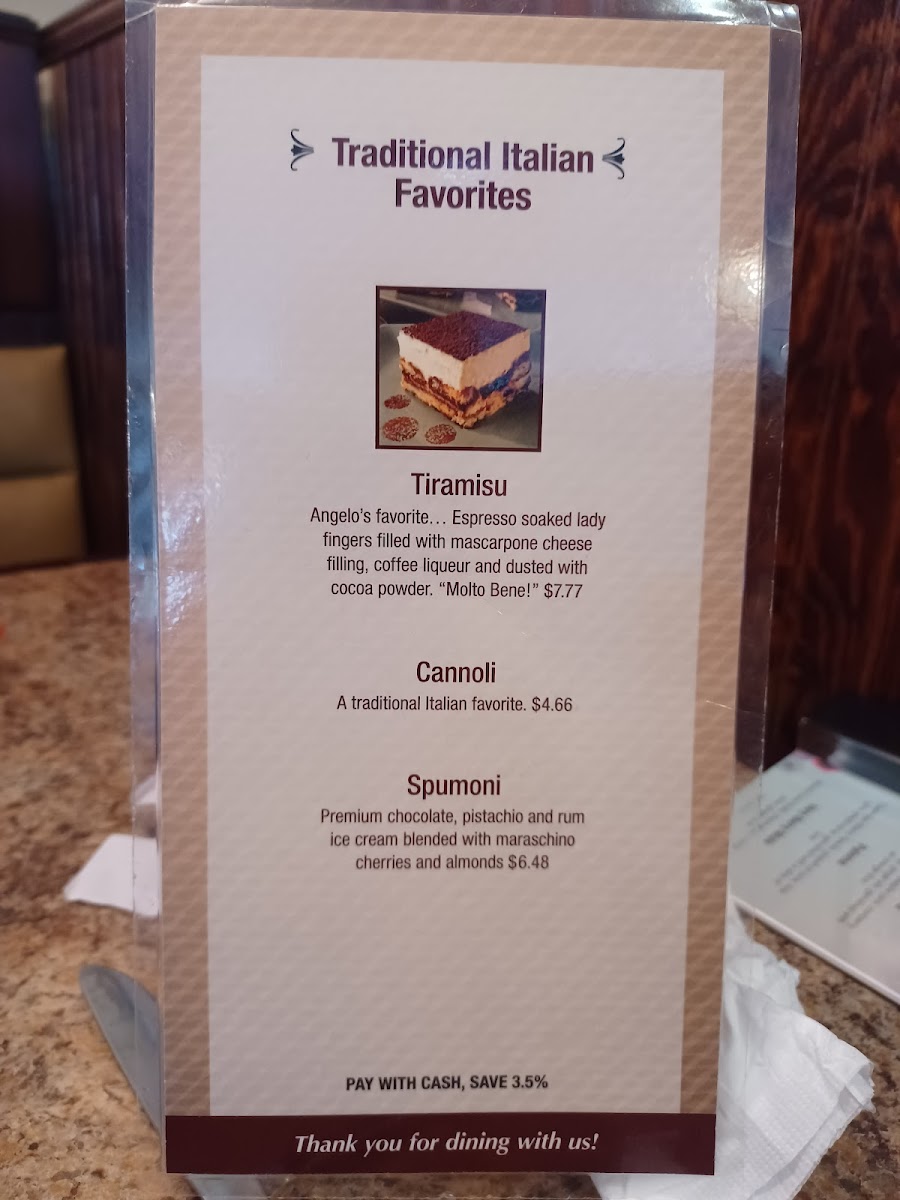 Traditional Italian
Favorites
Tiramisu
Angelo's favorite... Espresso soaked lady
fingers filled with mascarpone cheese
filling, coffee liqueur and dusted with
cocoa powder. “Molto Bene!” $7.77
Cannoli
A traditional Italian favorite. $4.66
Spumoni
Premium chocolate, pistachio and rum
ice cream blended with maraschino
cherries and almonds $6.48
PAY WITH CASH, SAVE 3.5%
Thank you for dining with us!